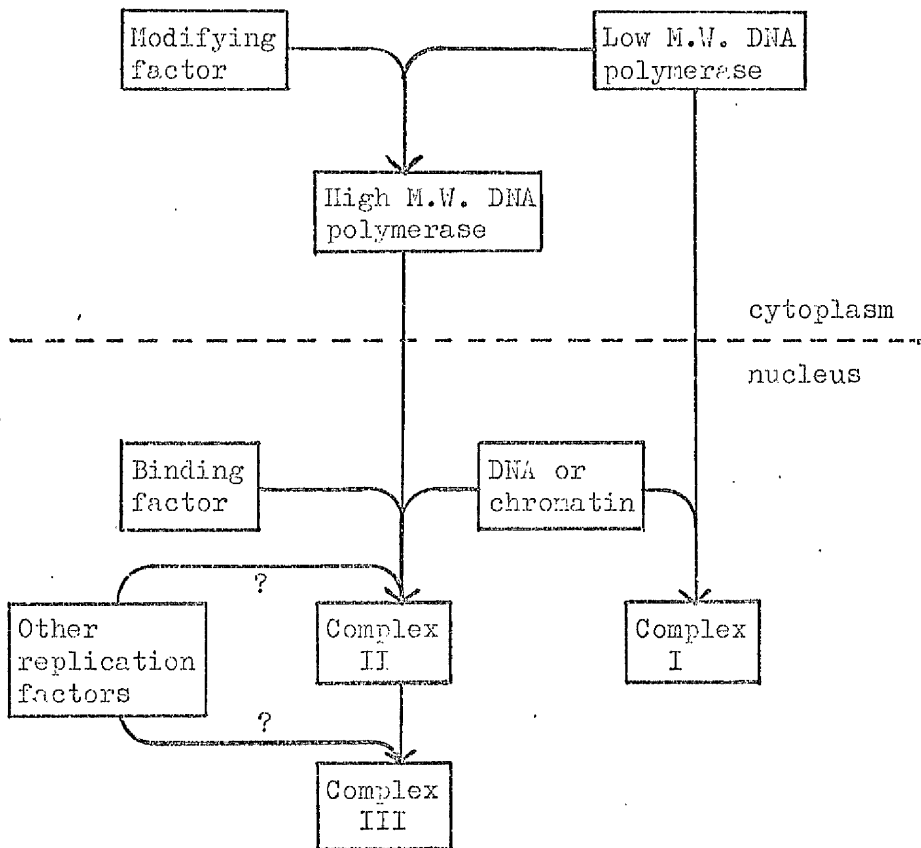 Modifying
factor
Low M.W. DNA
polymerase
High M.W. DNA
polymerase
cytoplasm
nucleus
Binding
factor
DNA or
chromatin
?
Other
replication
factors
Complex
II
Complex
I
?
Complex
III